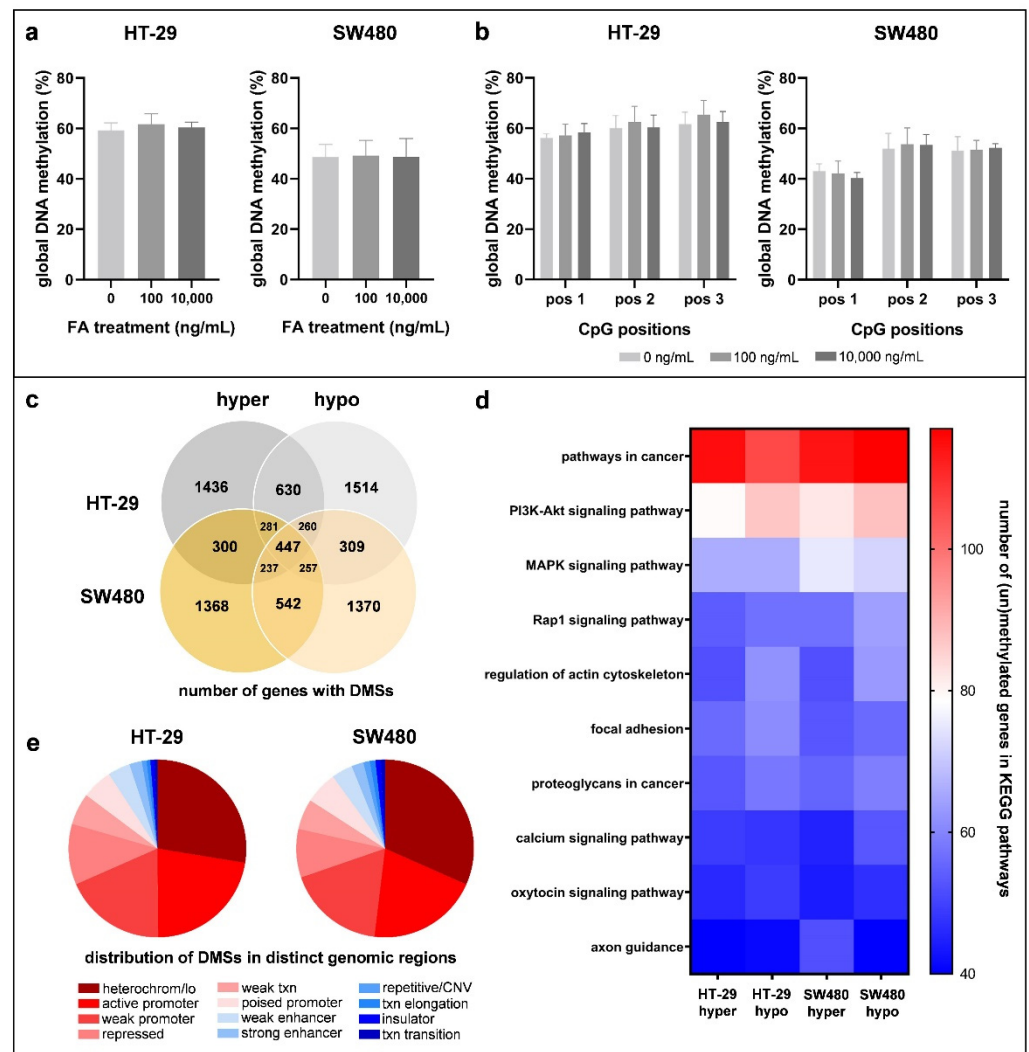 a
HT-29
SW480
global DNA methylation (%)
80
60
40
20
0
0 100 10,000
FA treatment (ng/mL)
global DNA methylation (%)
80
60
40
20
0
0 100 10,000
FA treatment (ng/mL)
b
HT-29
SW480
global DNA methylation (%)
80
60
40
20
0
pos 1 pos 2 pos 3
CpG positions
global DNA methylation (%)
80
60
40
20
0
pos 1 pos 2 pos 3
CpG positions
0 ng/mL 100 ng/mL 10,000 ng/mL
c
hyper hypo
HT-29
SW480
1436 630 1514
281 260
300 447 309
237 257
1368 542 1370
number of genes with DMSs
d
pathways in cancer
PI3K-Akt signaling pathway
MAPK signaling pathway
Rap1 signaling pathway
regulation of actin cytoskeleton
focal adhesion
proteoglycans in cancer
calcium signaling pathway
oxytocin signaling pathway
axon guidance
HT-29 HT-29 SW480 SW480
hyper hypo hyper hypo
100
80
60
40
number of (un)methylated genes in KEGG pathways
e
HT-29
SW480
distribution of DMSs in distinct genomic regions
heterochrom/lo weak txn repetitive/CNV
active promoter poised promoter txn elongation
weak promoter weak enhancer insulator
repressed strong enhancer txn transition